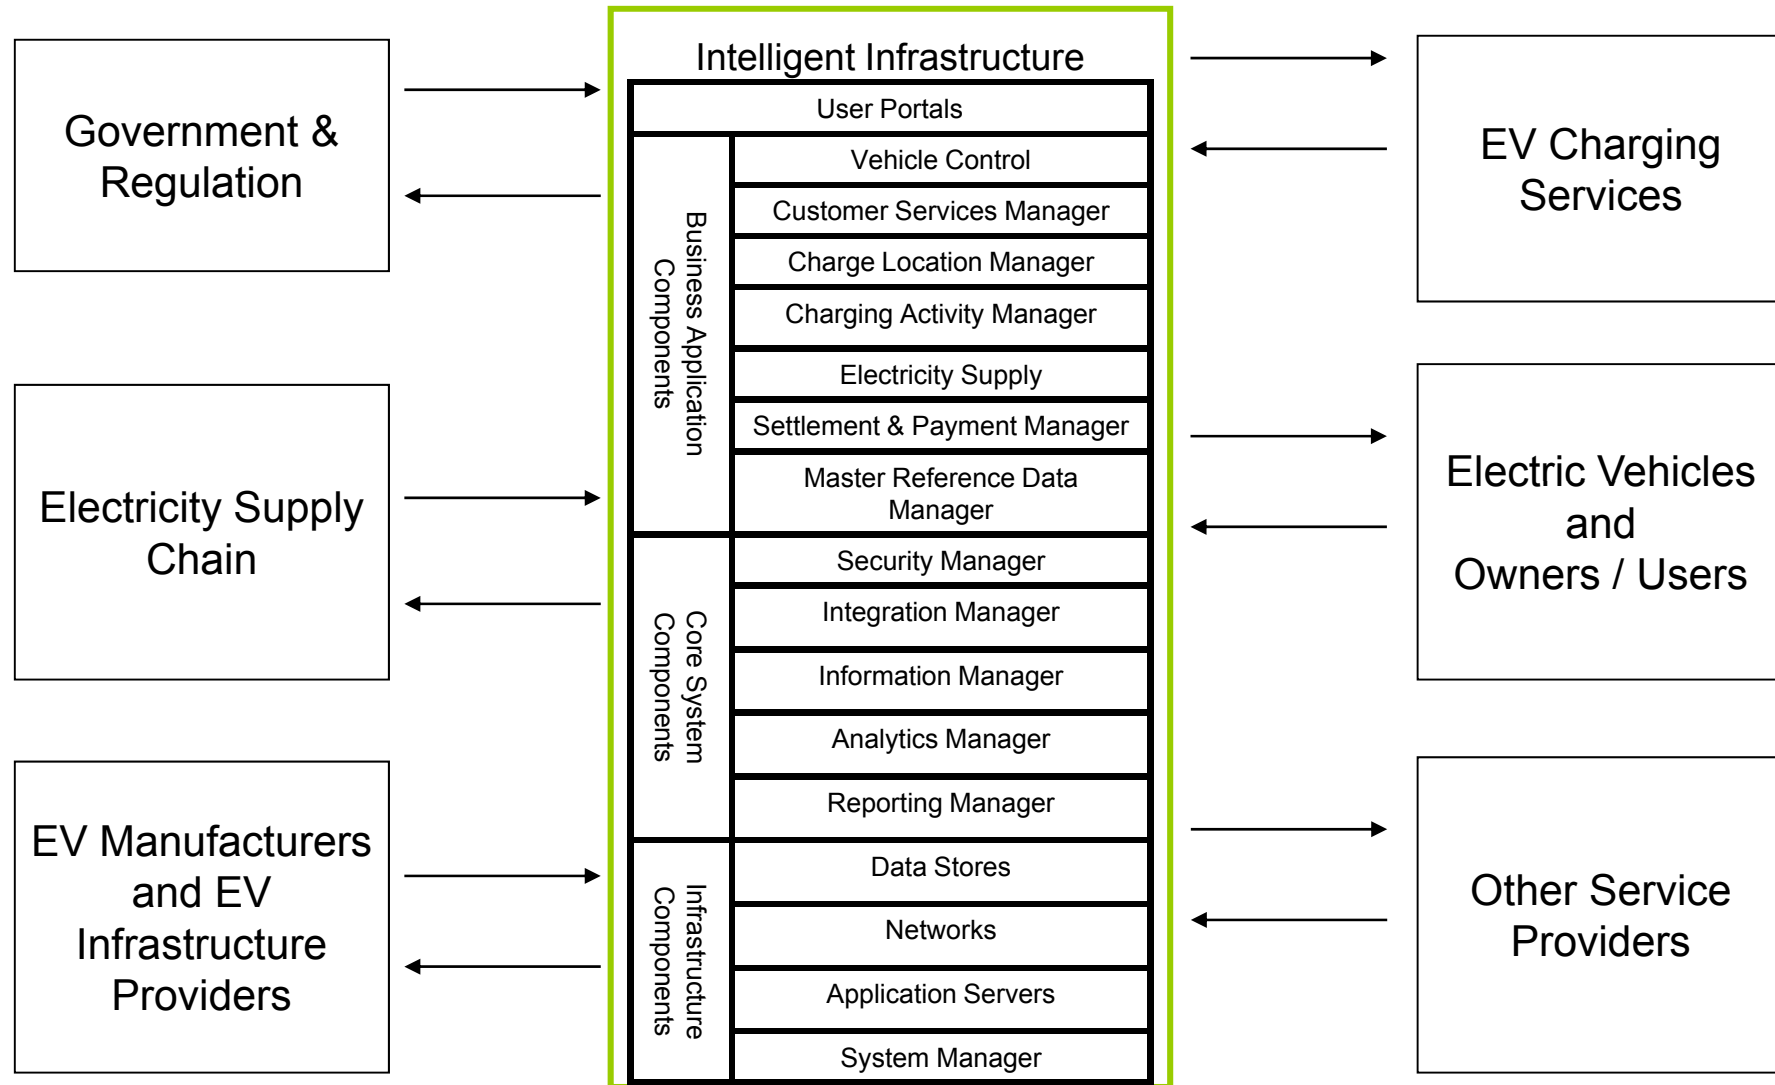 Government &
Regulation
Electricity Supply
Chain
EV Manufacturers
and EV
Infrastructure
Providers
Intelligent Infrastructure
User Portals
Business Application
Components
Vehicle Control
Customer Services Manager
Charge Location Manager
Charging Activity Manager
Electricity Supply
Settlement & Payment Manager
Master Reference Data
Manager
Core System
Components
Security Manager
Integration Manager
Information Manager
Analytics Manager
Reporting Manager
Infrastructure
Components
Data Stores
Networks
Application Servers
System Manager
EV Charging
Services
Electric Vehicles
and
Owners / Users
Other Service
Providers